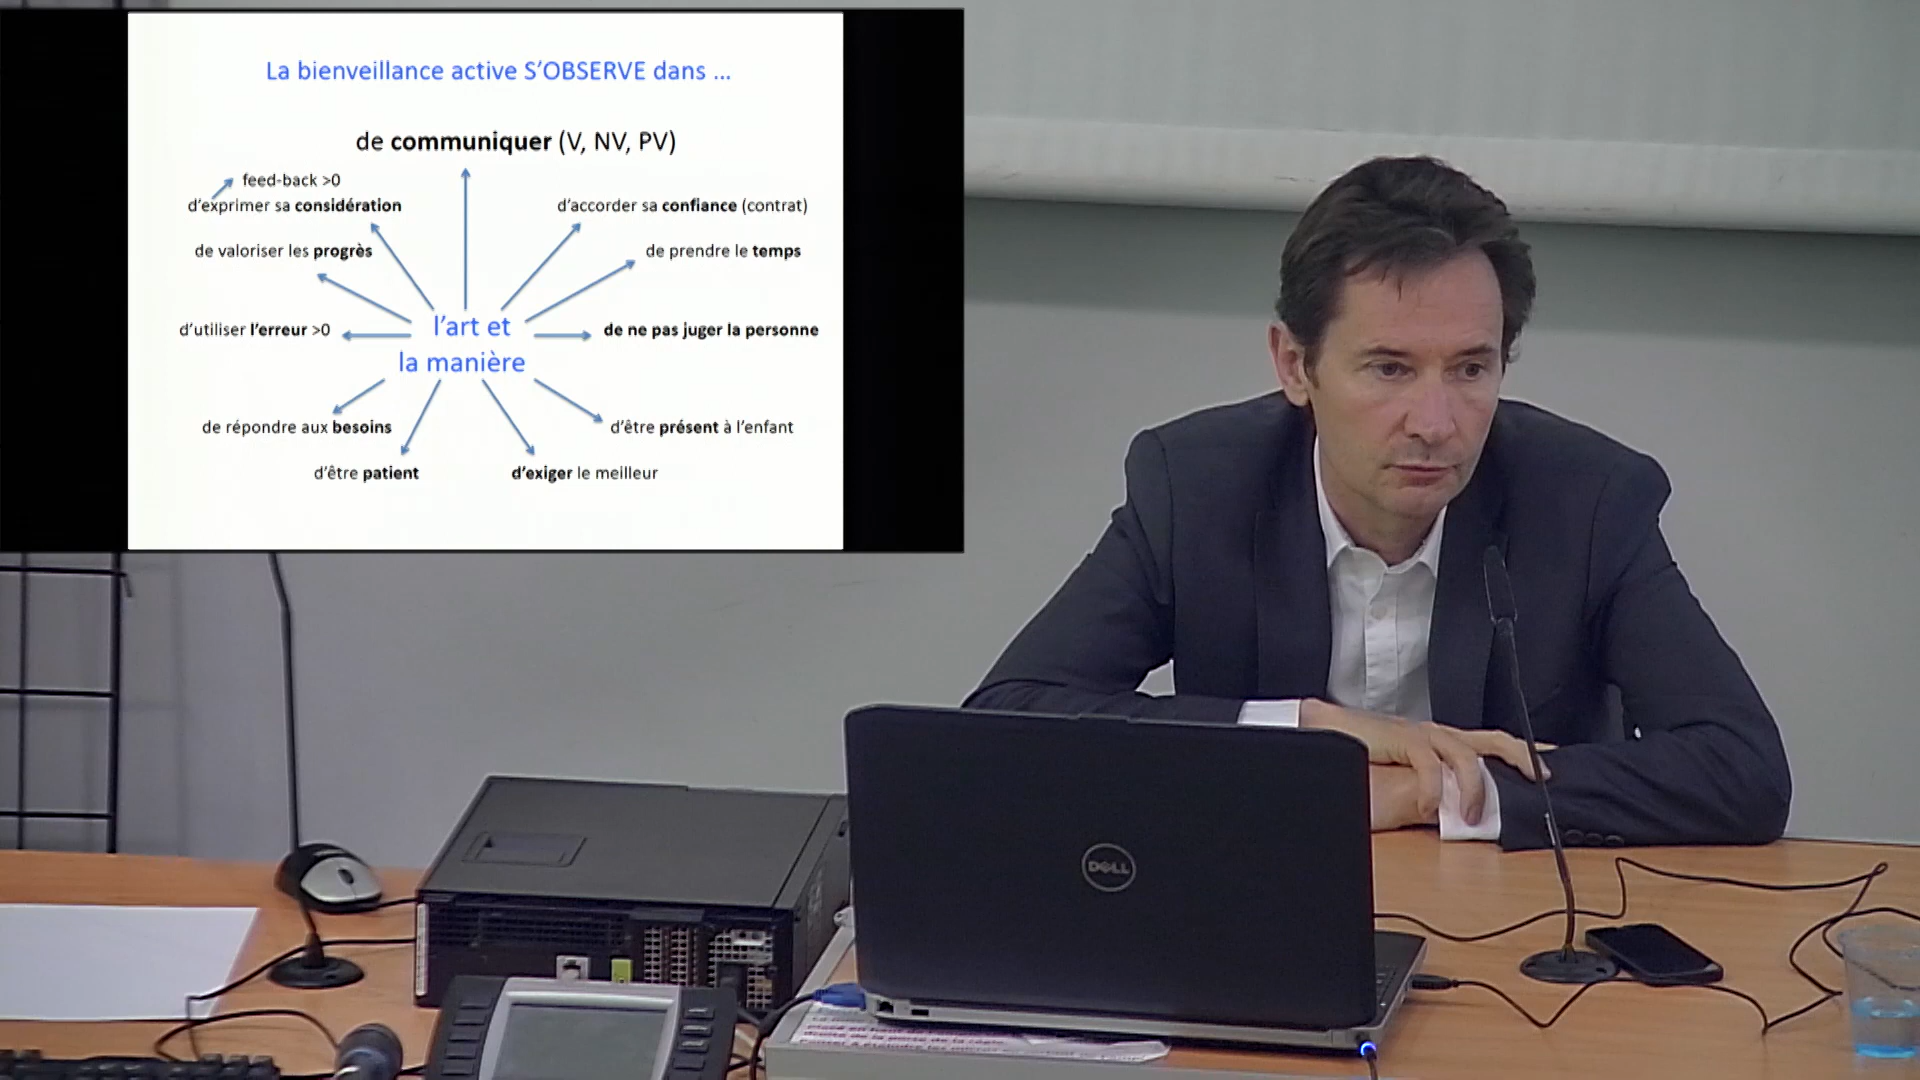 La bienveillance active S'OBSERVE dans ...
de communiquer (V, NV, PV)
feed-back >0
d'exprimer sa considération
d'accorder sa confiance (contrat)
de valoriser les progrès
de prendre le temps
d'utiliser l'erreur >0
l'art et
la manière
de ne pas juger la personne
de répondre aux besoins
d'être présent à l'enfant
d'être patient
d'exiger le meilleur
DELL